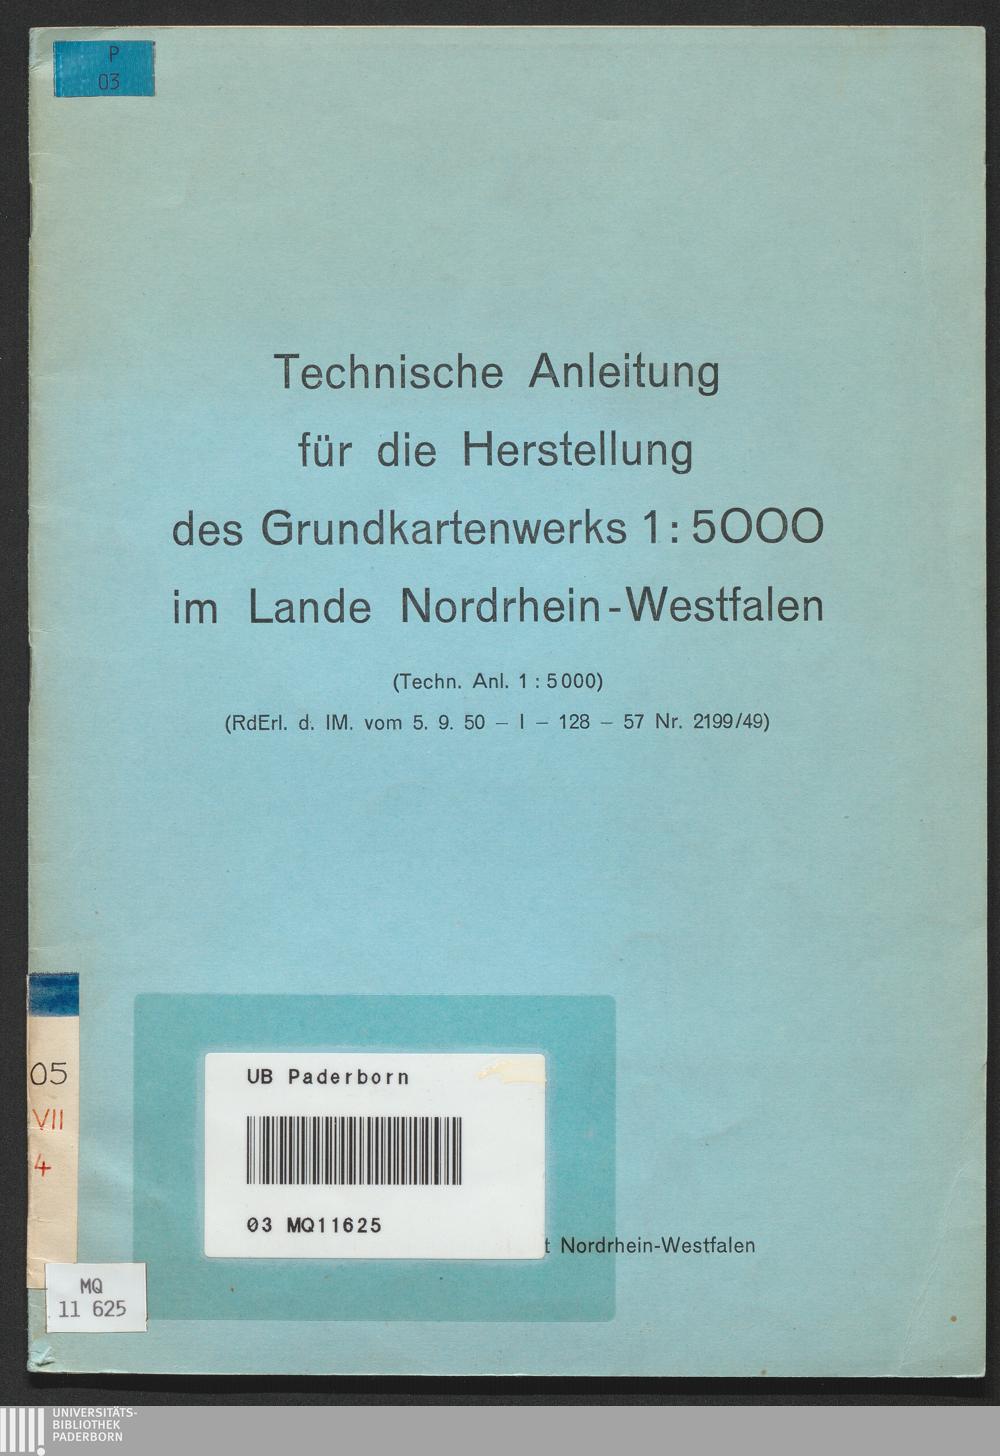 P
03
Technische Anleitung
für die Herstellung
des Grundkartenwerks 1:5000
im Lande Nordrhein-Westfalen
(Techn. Anl. 1:5000)
(RdErl. d. IM. vom 5. 9. 50 – I – 128 – 57 Nr. 2199/49)
05
VII
4
UB Paderborn
03 MQ11625
t Nordrhein-Westfalen
MQ
11 625
UNIVERSITÄTS-
BIBLIOTHEK
PADERBORN